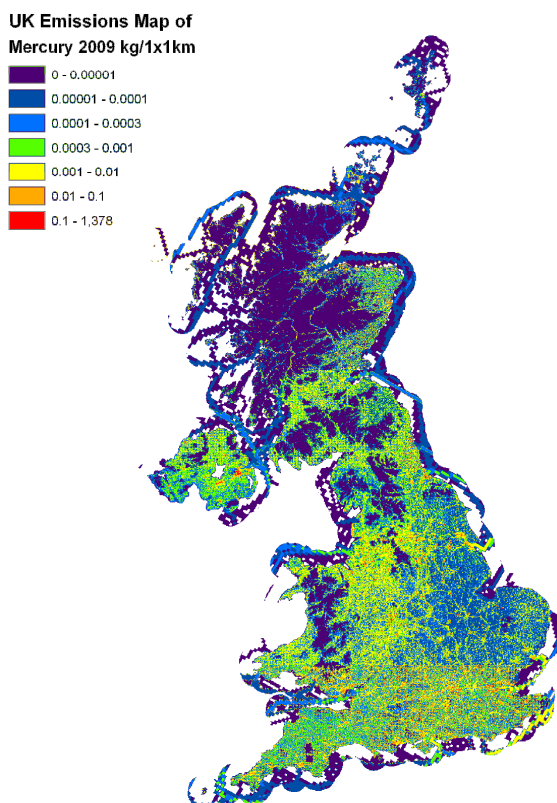 UK Emissions Map of
Mercury 2009 kg/1x1km
0 - 0.00001
0.00001 - 0.0001
0.0001 - 0.0003
0.0003 - 0.001
0.001 - 0.01
0.01 - 0.1
0.1 - 1,378